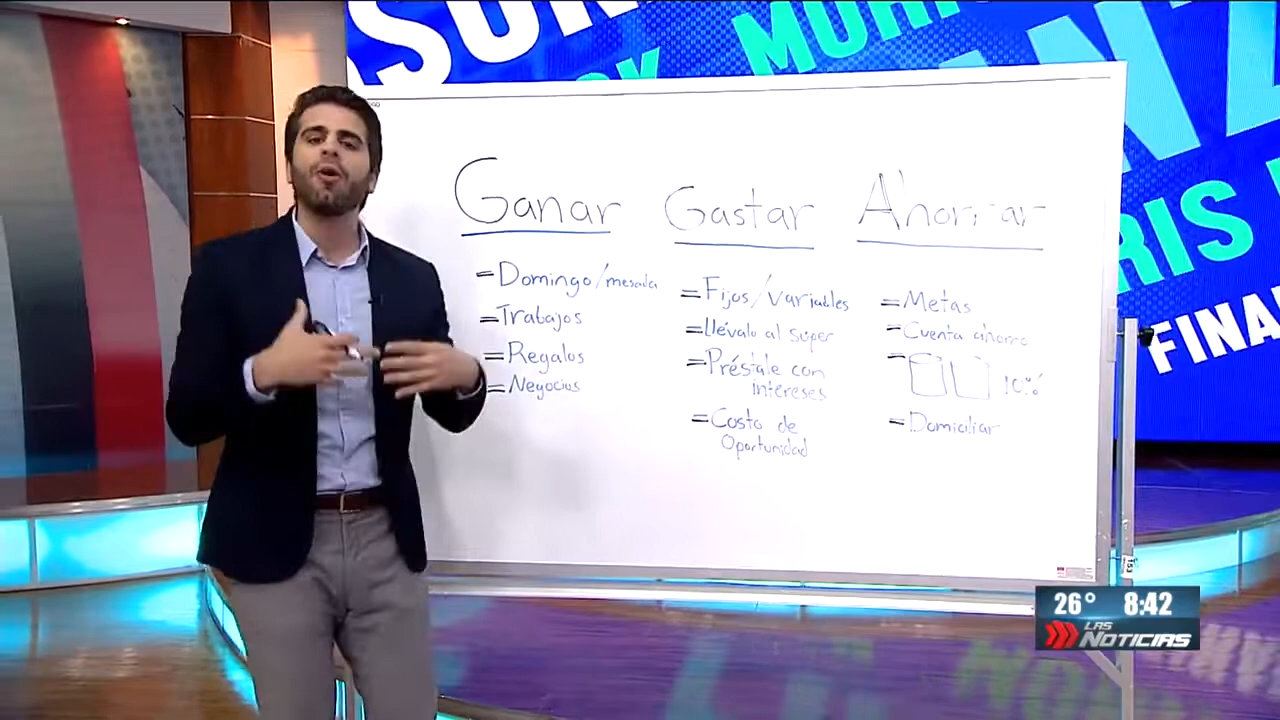 Ganar
= Domingo/mesada
= Trabajos
= Regalos
= Negocios
Gastar
= Fijos/Variables
= Llévalo al súper
= Préstale con
intereses
= Costo de
Oportunidad
Ahorrar
= Metas
= Cuenta ahorro
= 10%
= Domiciliar
FINA
26° 8:42
LAS
NOTICIAS